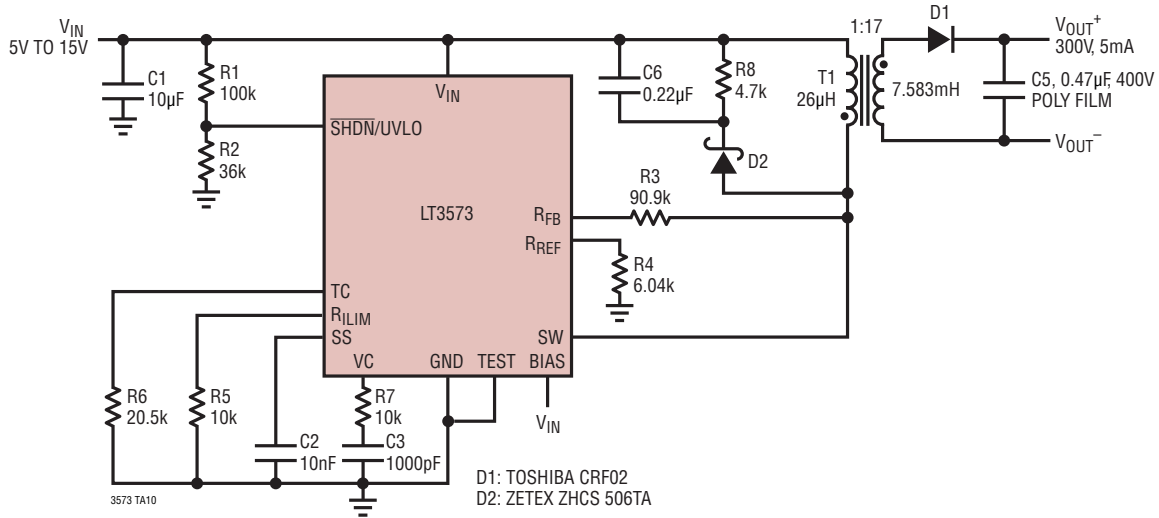 VIN
5V TO 15V
C1
10µF
R1
100k
R2
36k
VIN
SHDN/UVLO
LT3573
RFB
RREF
TC
RILIM
SS
SW
VC
GND
TEST
BIAS
VIN
C6
0.22µF
R8
4.7k
D2
R3
90.9k
R4
6.04k
1:17
T1
26µH
7.583mH
D1
VOUT+
300V, 5mA
C5, 0.47µF, 400V
POLY FILM
VOUT–
R6
20.5k
R5
10k
C2
10nF
R7
10k
C3
1000pF
3573 TA10
D1: TOSHIBA CRF02
D2: ZETEX ZHCS 506TA